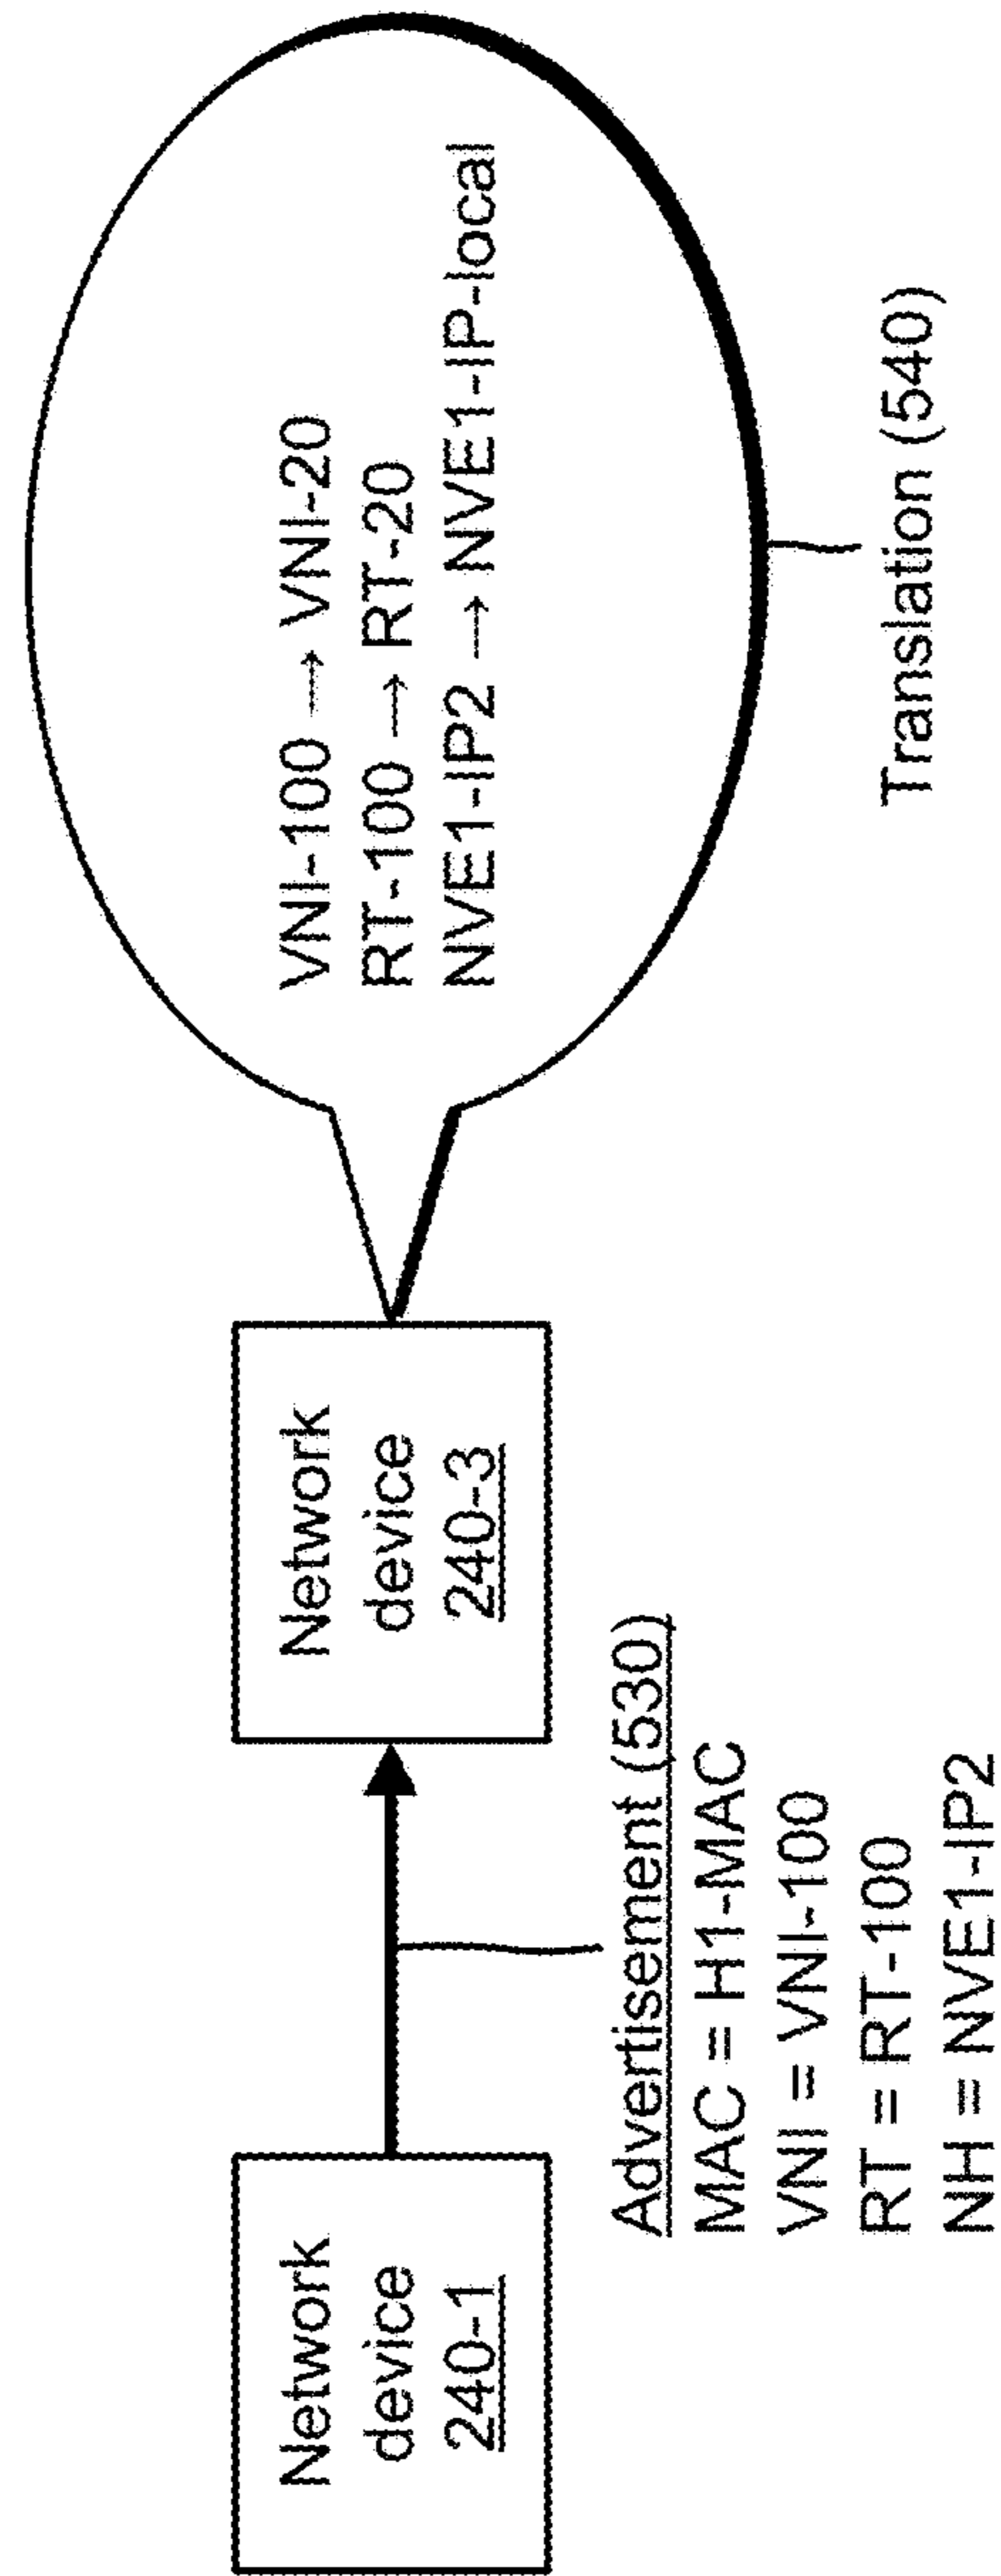 Network
device
240-1
Advertisement (530)
MAC = H1-MAC
VNI = VNI-100
RT = RT-100
NH = NVE1-IP2
Network
device
240-3
VNI-100 → VNI-20
RT-100 → RT-20
NVE1-IP2 → NVE1-IP-local
Translation (540)